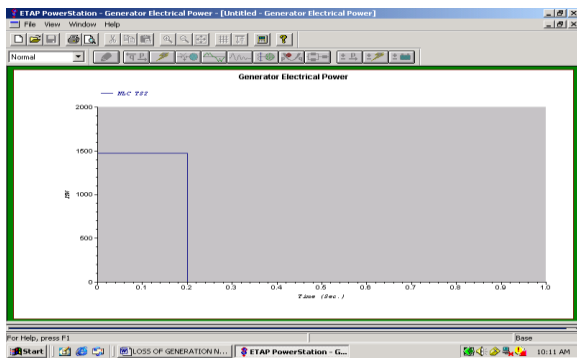 ETAP PowerStation - Generator Electrical Power - [Untitled - Generator Electrical Power]
File View Window Help
Normal
Generator Electrical Power
NLC TS2
2000
1500
1000
500
0
MW
0 0.1 0.2 0.3 0.4 0.5 0.6 0.7 0.8 0.9 1.0
Time (Sec.)
For Help, press F1
Base
Start
LOSS OF GENERATION N...
ETAP PowerStation - G...
10:11 AM